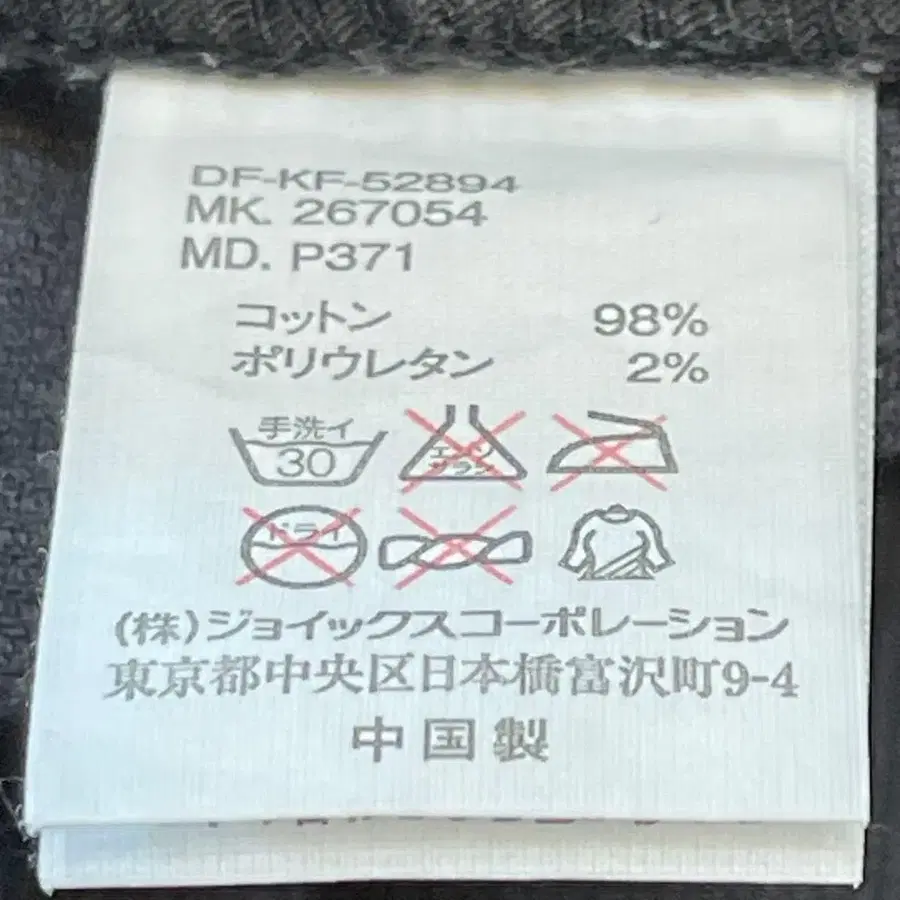 DF-KF-52894
MK. 267054
MD. P371
コットン 98%
ポリウレタン 2%
手洗イ
30
エンソ
サラシ
ドライ
(株)ジョイックスコーポレーション
東京都中央区日本橋富沢町9-4
中国製